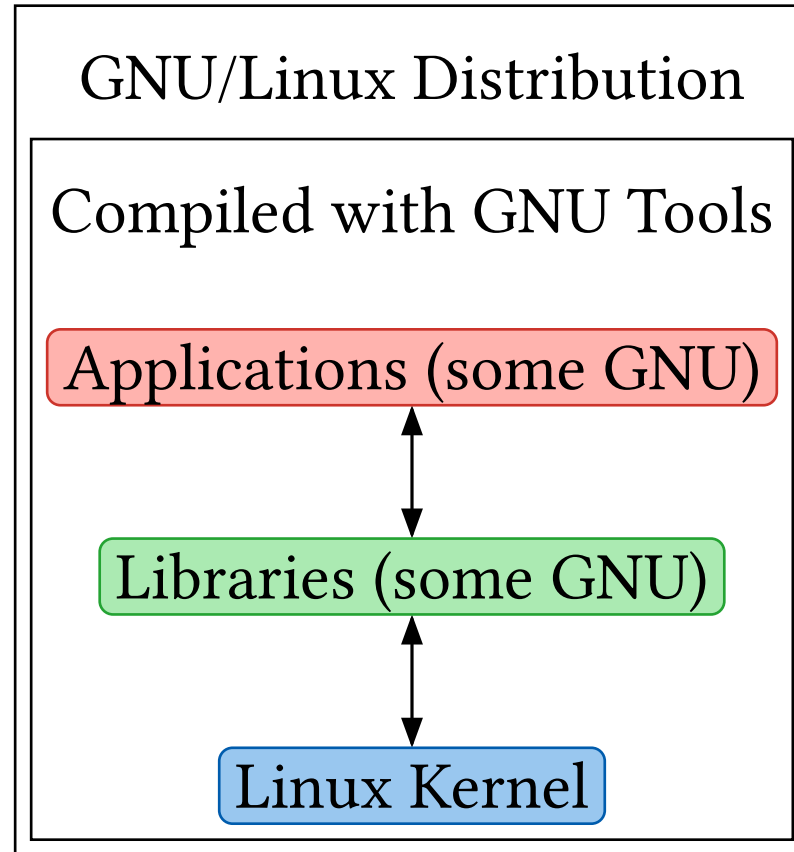 GNU/Linux Distribution
Compiled with GNU Tools
Applications (some GNU)
Libraries (some GNU)
Linux Kernel